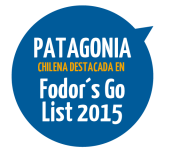 PATAGONIA
CHILENA DESTACADA EN
Fodor´s Go
List 2015